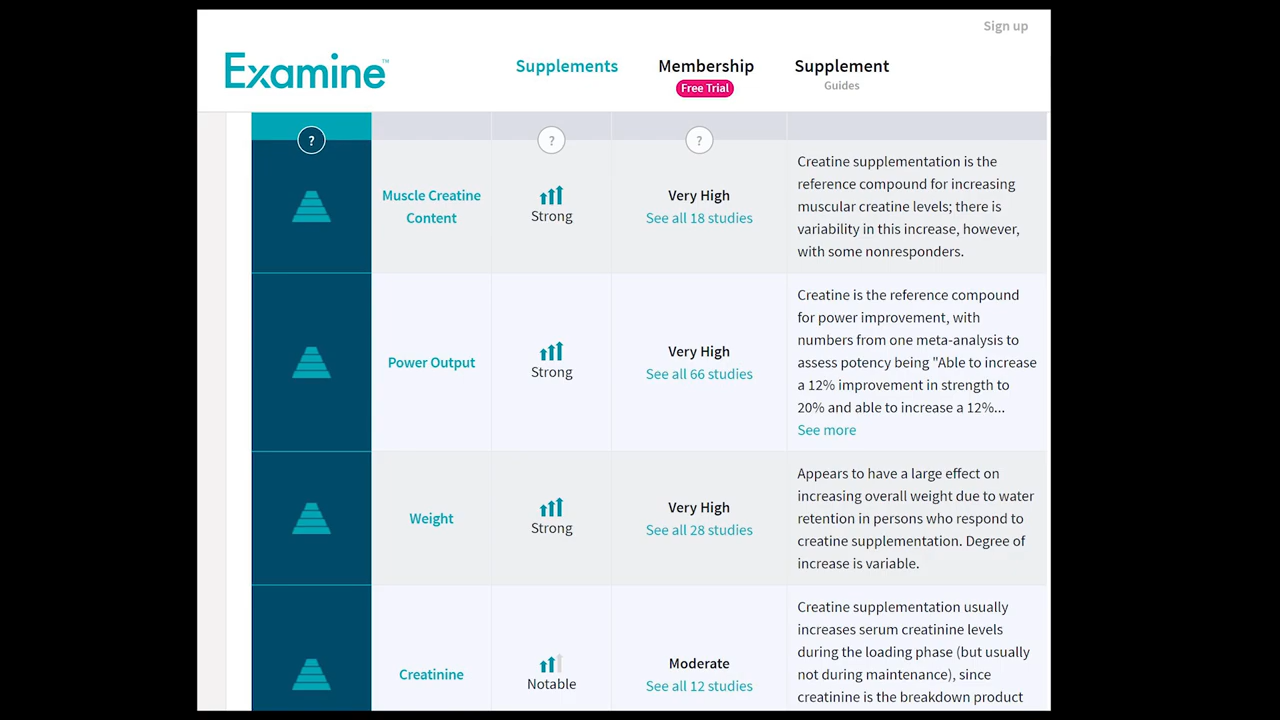 Sign up
Examine™
Supplements
Membership
Free Trial
Supplement
Guides
?
?
?
Muscle Creatine
Content
Strong
Very High
See all 18 studies
Creatine supplementation is the
reference compound for increasing
muscular creatine levels; there is
variability in this increase, however,
with some nonresponders.
Power Output
Strong
Very High
See all 66 studies
Creatine is the reference compound
for power improvement, with
numbers from one meta-analysis to
assess potency being "Able to increase
a 12% improvement in strength to
20% and able to increase a 12%...
See more
Weight
Strong
Very High
See all 28 studies
Appears to have a large effect on
increasing overall weight due to water
retention in persons who respond to
creatine supplementation. Degree of
increase is variable.
Creatinine
Notable
Moderate
See all 12 studies
Creatine supplementation usually
increases serum creatinine levels
during the loading phase (but usually
not during maintenance), since
creatinine is the breakdown product